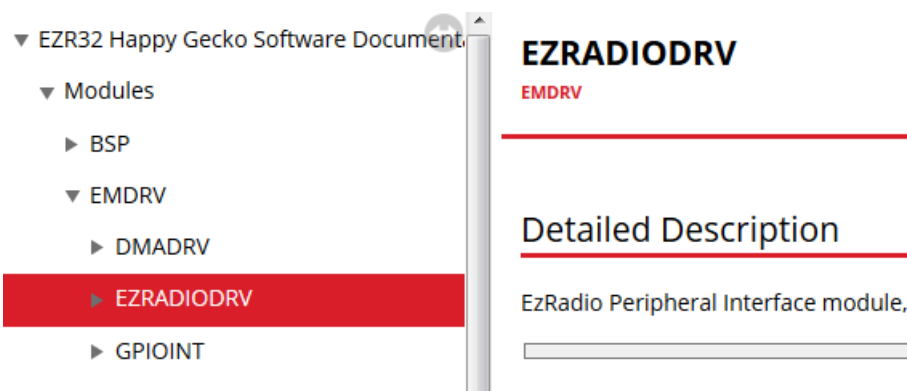 EZR32 Happy Gecko Software Document
Modules
BSP
EMDRV
DMADRV
EZRADIODRV
GPIOINT
EZRADIODRV
EMDRV
Detailed Description
EzRadio Peripheral Interface module,